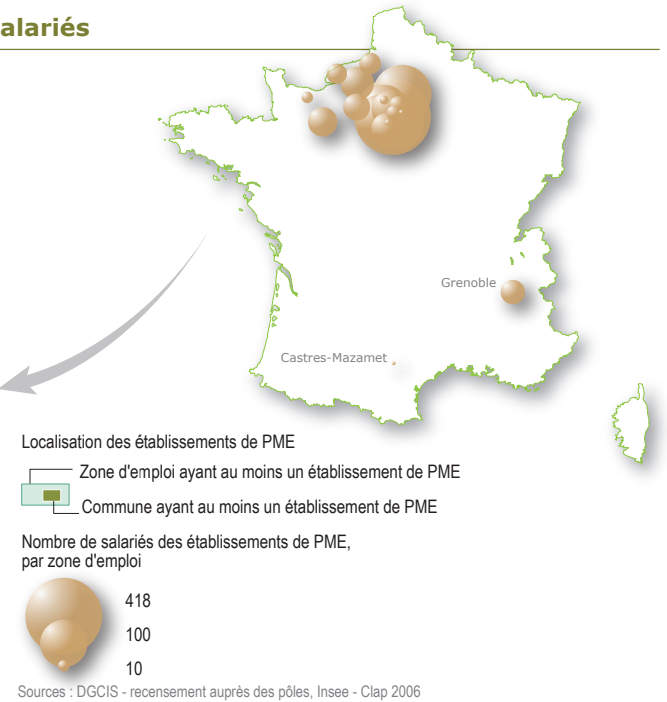 alariés
Grenoble
Castres-Mazamet
Localisation des établissements de PME
Zone d'emploi ayant au moins un établissement de PME
Commune ayant au moins un établissement de PME
Nombre de salariés des établissements de PME,
par zone d'emploi
418
100
10
Sources : DGCIS - recensement auprès des pôles, Insee - Clap 2006